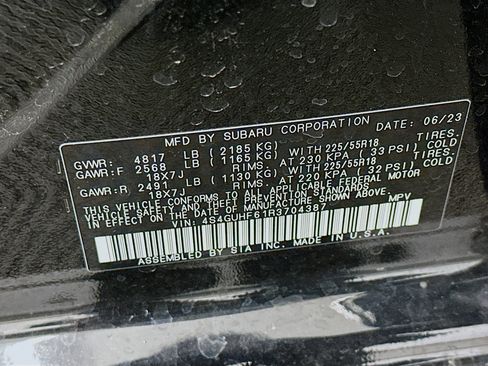 MFD. BY SUBARU CORPORATION 06/23
GVWR: 4817 LB (2185 KG)
GAWR:F 2568 LB (1165 KG) WITH 225/55R18 TIRES.
18X7J RIMS. AT 230 KPA (33 PSI) COLD
GAWR:R 2491 LB (1130 KG) WITH 225/55R18 TIRES.
18X7J RIMS. AT 220 KPA (32 PSI) COLD
THIS VEHICLE CONFORMS TO ALL APPLICABLE FEDERAL MOTOR
VEHICLE SAFETY AND THEFT PREVENTION STANDARDS
IN EFFECT ON THE DATE OF MANUFACTURE SHOWN ABOVE.
VIN: 4S4GUHF61R3704387 MPV
ASSEMBLED BY SIA INC. MADE IN U.S.A.